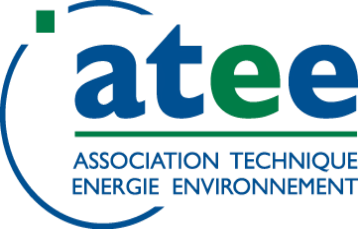 atee
ASSOCIATION TECHNIQUE
ENERGIE ENVIRONNEMENT